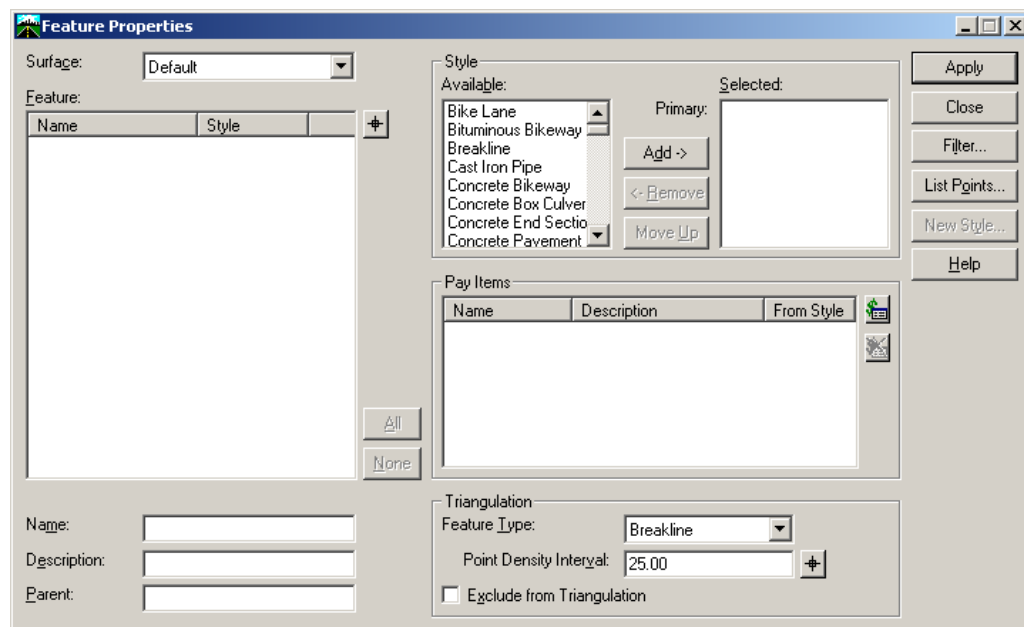 Feature Properties
Surface:
Default
Feature:
Name
Style
All
None
Name:
Description:
Parent:
Style
Available:
Bike Lane
Bituminous Bikeway
Breakline
Cast Iron Pipe
Concrete Bikeway
Concrete Box Culver
Concrete End Sectio
Concrete Pavement
Primary:
Add ->
<- Remove
Move Up
Selected:
Pay Items
Name
Description
From Style
Triangulation
Feature Type:
Breakline
Point Density Interval:
25.00
Exclude from Triangulation
Apply
Close
Filter...
List Points...
New Style...
Help